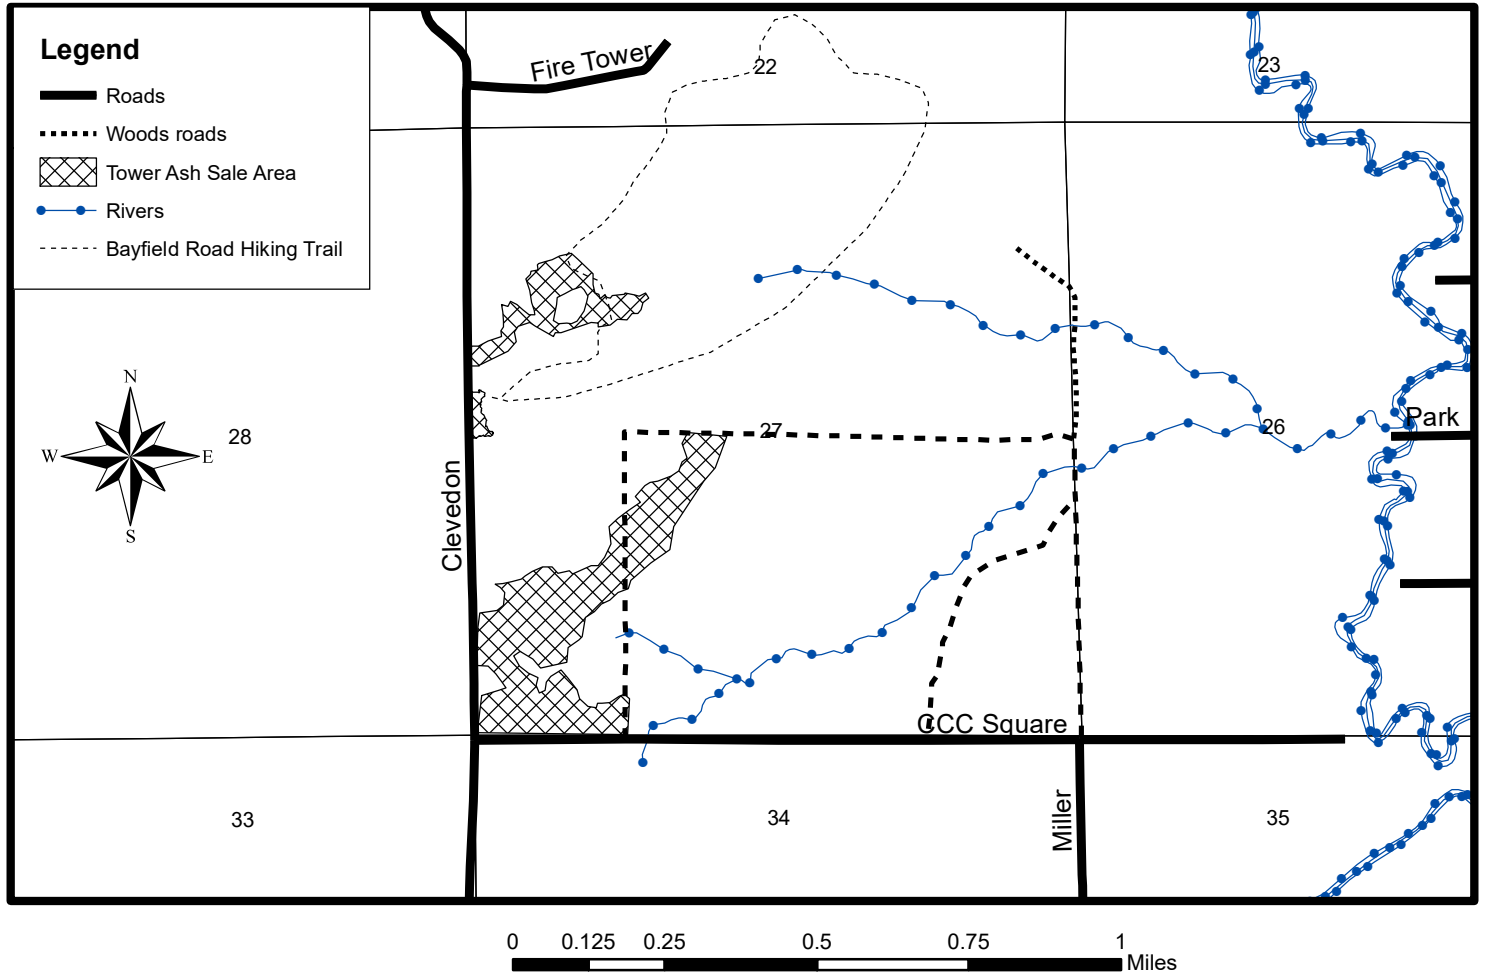 Legend
Roads
Woods roads
Tower Ash Sale Area
Rivers
Bayfield Road Hiking Trail
Fire Tower
22
23
N
W E
S
28
27
26
Park
Clevedon
CCC Square
33
34
35
Miller
0 0.125 0.25 0.5 0.75 1
Miles